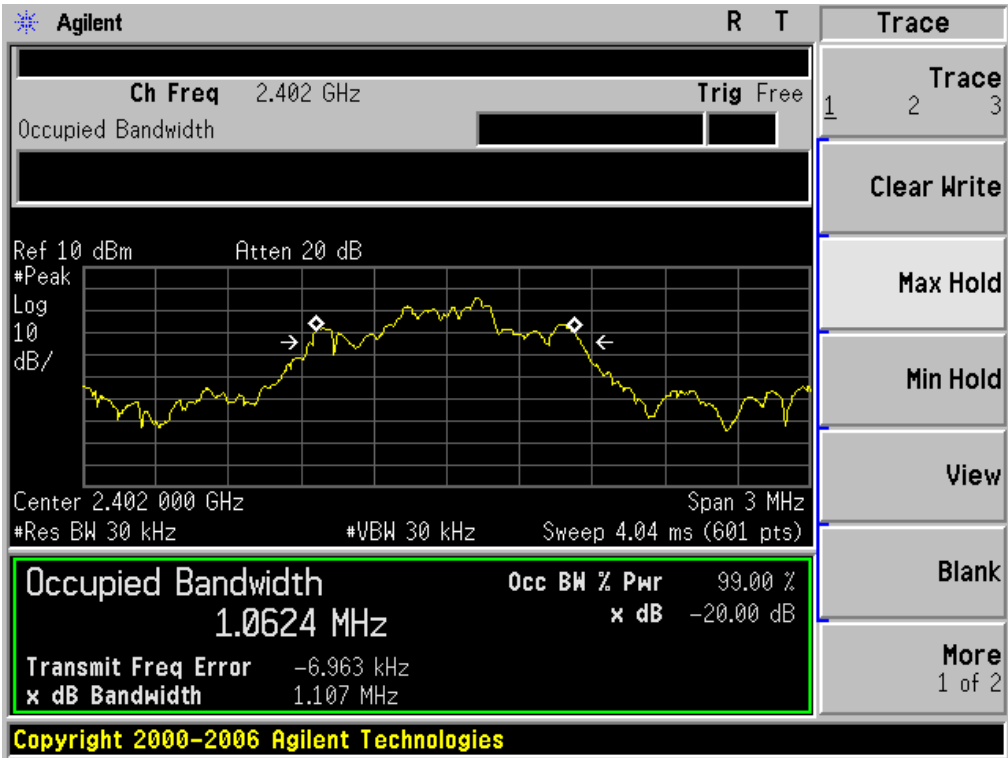 Agilent R T Trace
Ch Freq 2.402 GHz Trig Free
Occupied Bandwidth
Ref 10 dBm Atten 20 dB
#Peak
Log
10
dB/
Center 2.402 000 GHz Span 3 MHz
#Res BW 30 kHz #VBW 30 kHz Sweep 4.04 ms (601 pts)
Occupied Bandwidth Occ BW % Pwr 99.00 %
1.0624 MHz x dB -20.00 dB
Transmit Freq Error -6.963 kHz
x dB Bandwidth 1.107 MHz
Copyright 2000-2006 Agilent Technologies
Trace
1 2 3
Clear Write
Max Hold
Min Hold
View
Blank
More
1 of 2